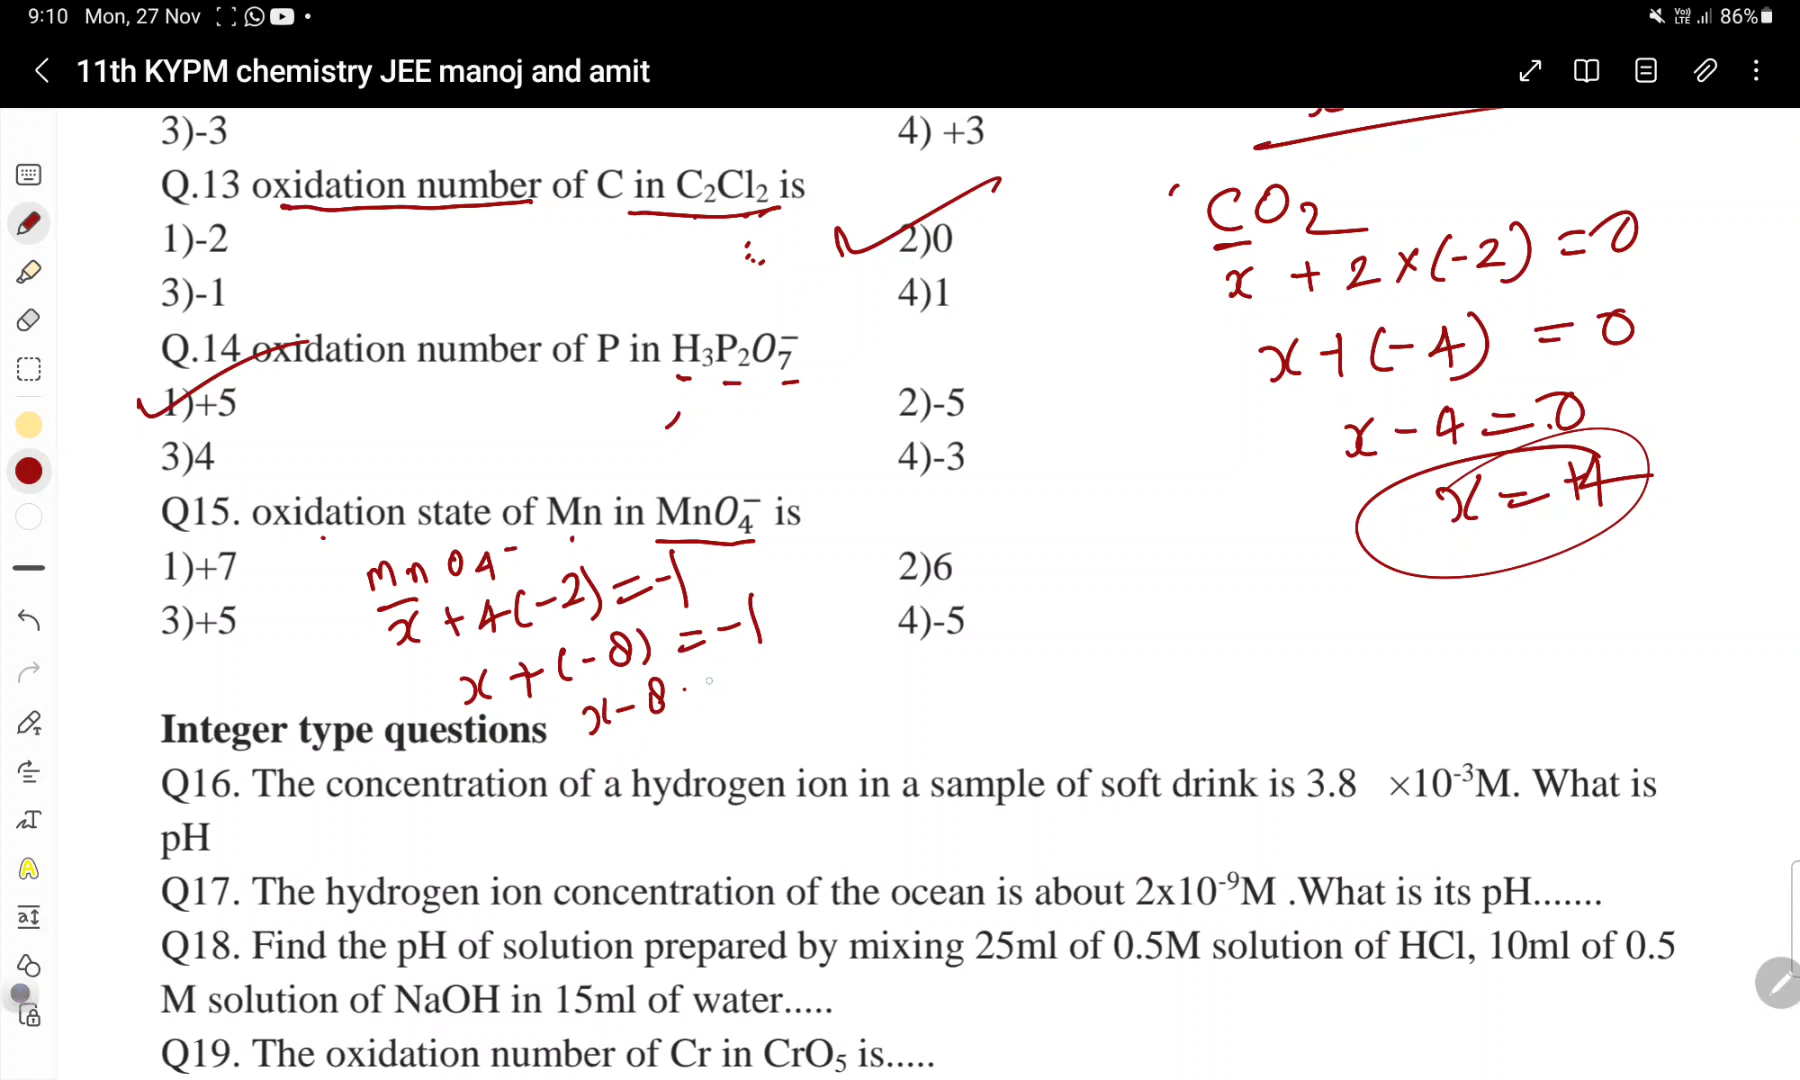 9:10 Mon, 27 Nov
Vo)) LTE 86%
11th KYPM chemistry JEE manoj and amit
3)-3 4) +3
Q.13 oxidation number of C in C₂Cl₂ is
1)-2 2)0
3)-1 4)1
Q.14 oxidation number of P in H₃P₂O₇⁻
1)+5 2)-5
3)4 4)-3
Q15. oxidation state of Mn in MnO₄⁻ is
1)+7 2)6
3)+5 4)-5
CO2
x + 2×(-2) = 0
x+(-4) = 0
x-4=0
x=+4
MnO4⁻
x+4(-2)=-1
x+(-8)=-1
x-8
Integer type questions
Q16. The concentration of a hydrogen ion in a sample of soft drink is 3.8 ×10⁻³M. What is
pH
Q17. The hydrogen ion concentration of the ocean is about 2x10⁻⁹M .What is its pH.......
Q18. Find the pH of solution prepared by mixing 25ml of 0.5M solution of HCl, 10ml of 0.5
M solution of NaOH in 15ml of water.....
Q19. The oxidation number of Cr in CrO₅ is.....